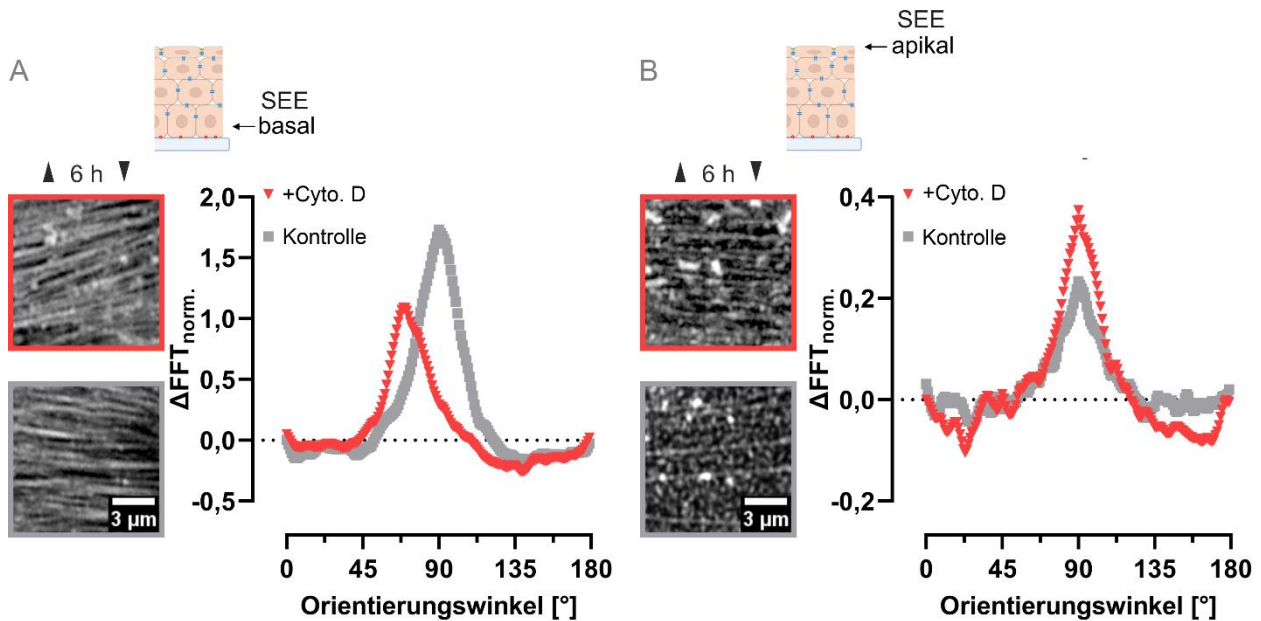 A
SEE
basal
6 h
+Cyto. D
Kontrolle
3 µm
ΔFFTnorm.
2,0
1,5
1,0
0,5
0,0
-0,5
0 45 90 135 180
Orientierungswinkel [°]
B
SEE
apikal
6 h
+Cyto. D
Kontrolle
3 µm
ΔFFTnorm.
0,4
0,2
0,0
-0,2
0 45 90 135 180
Orientierungswinkel [°]